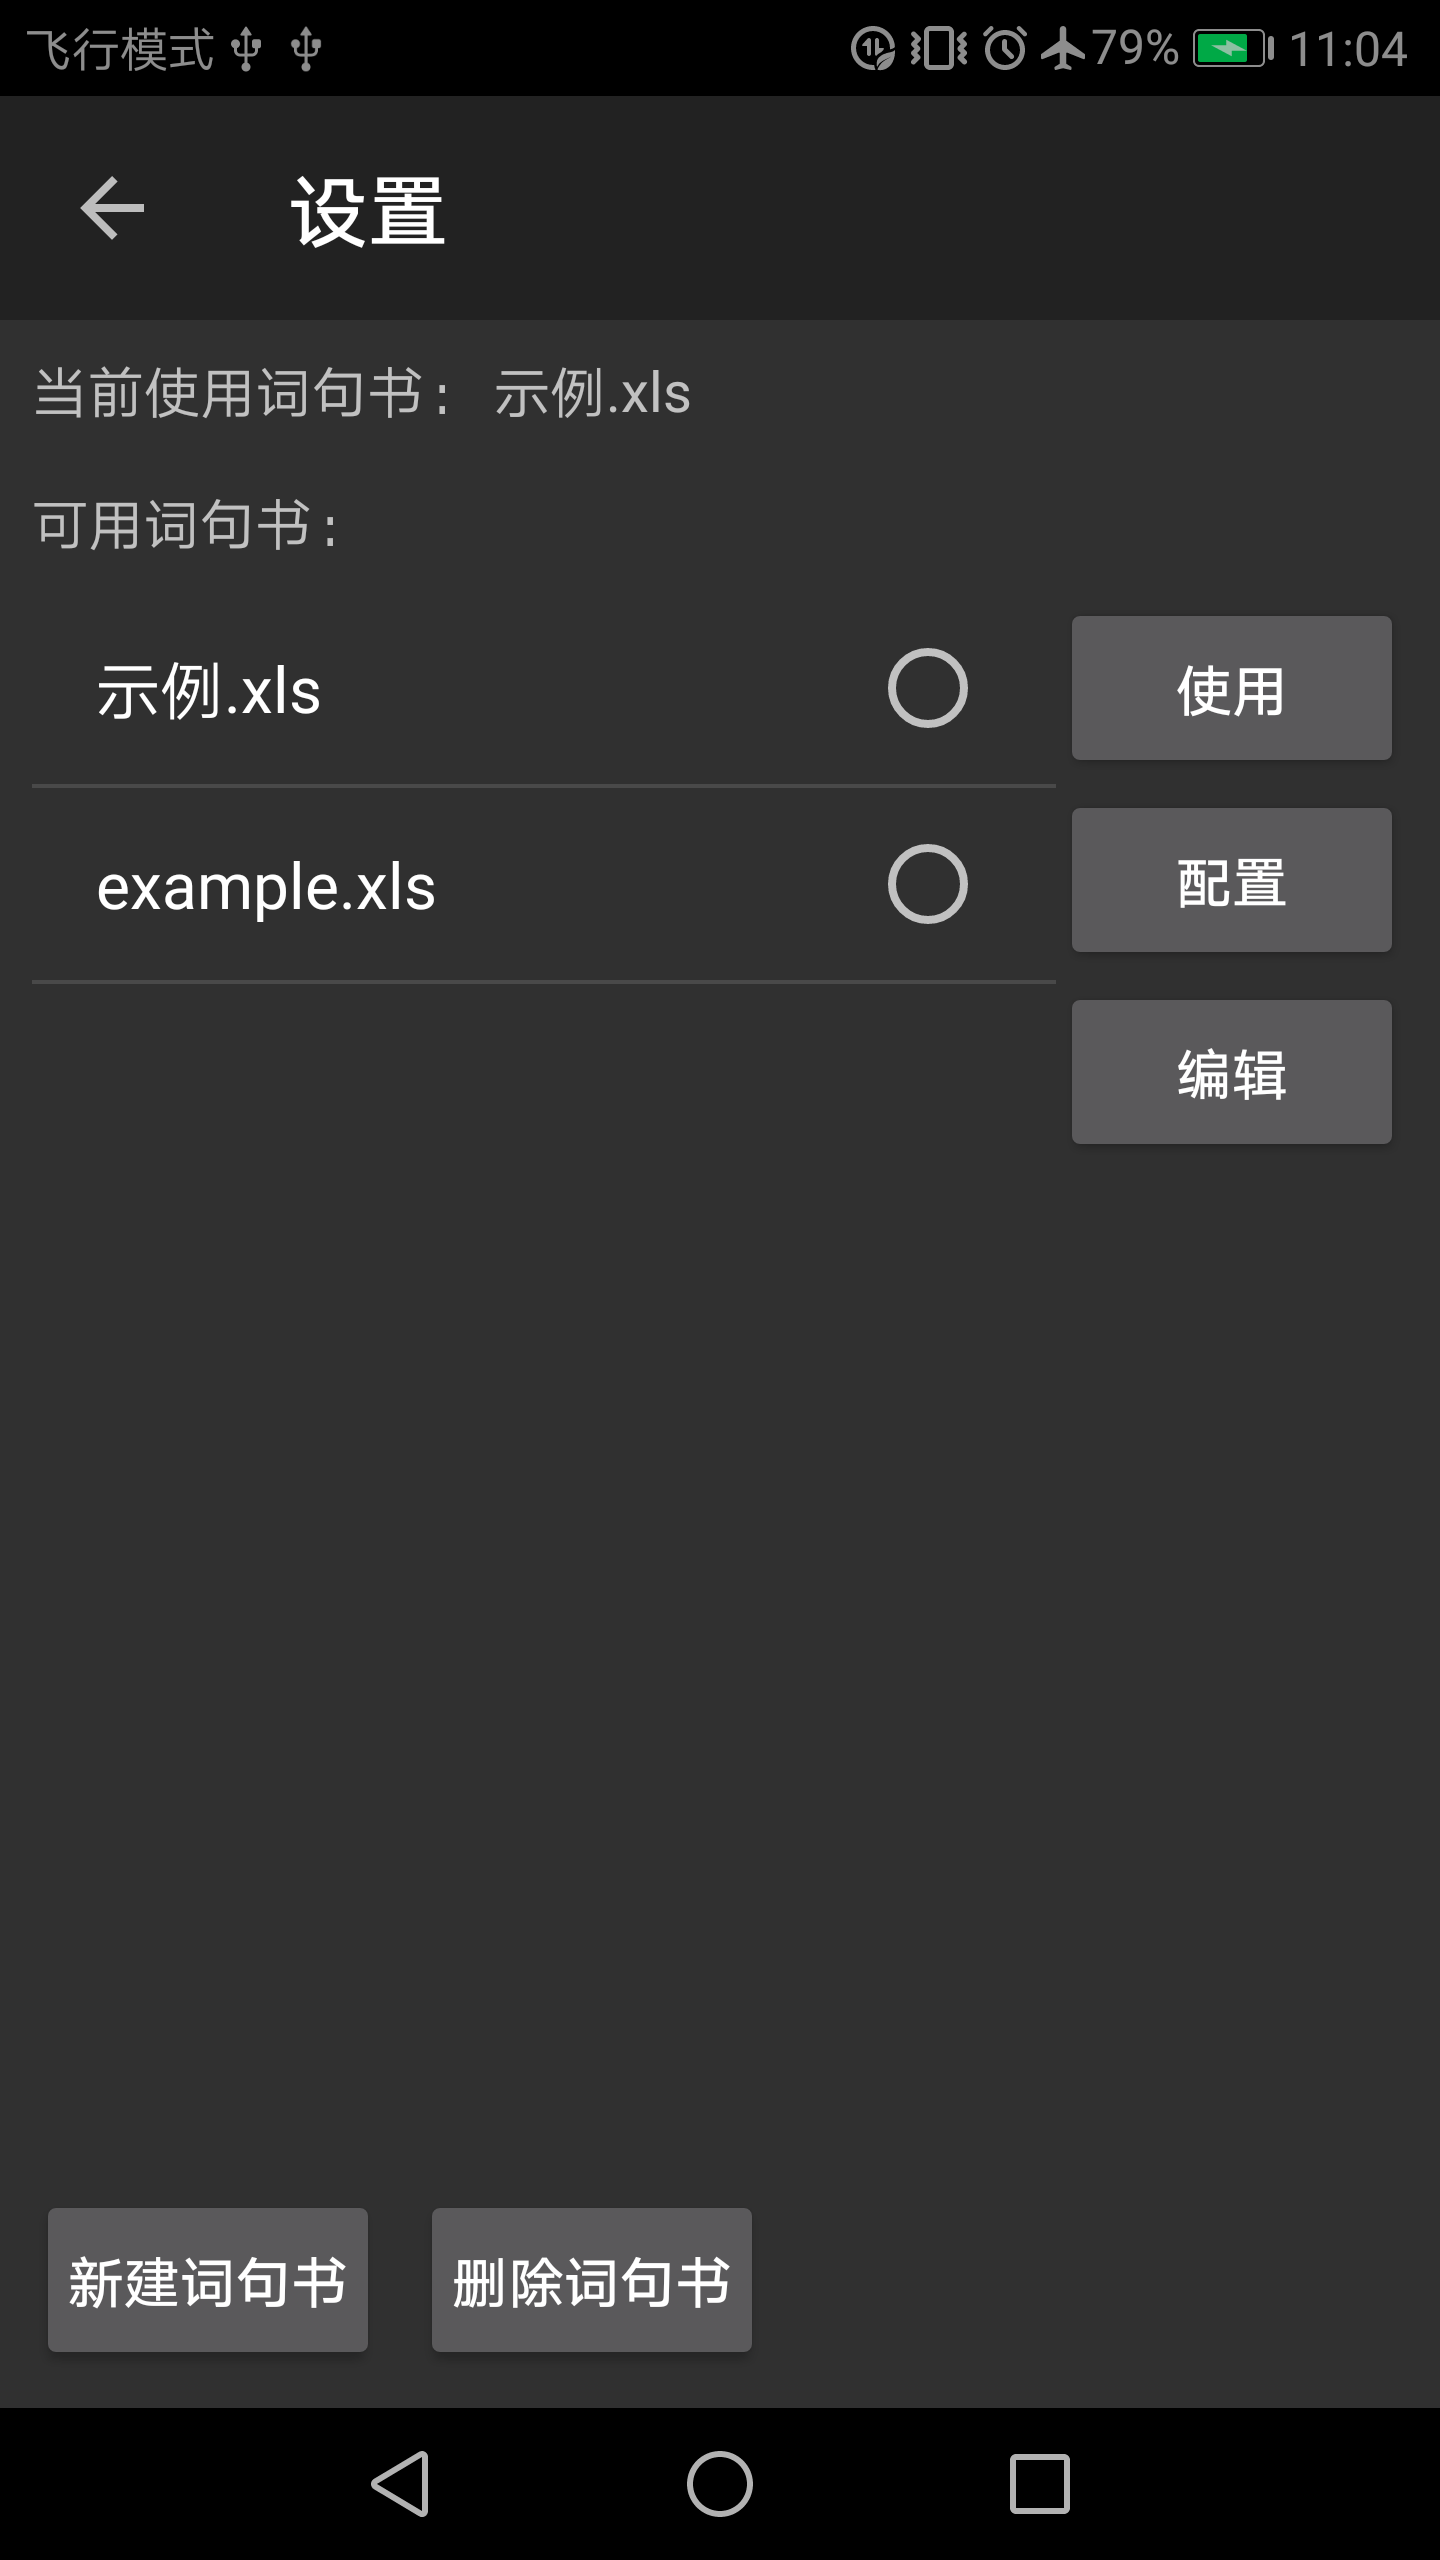 飞行模式 79% 11:04
设置
当前使用词句书： 示例.xls
可用词句书：
示例.xls
使用
example.xls
配置
编辑
新建词句书 删除词句书